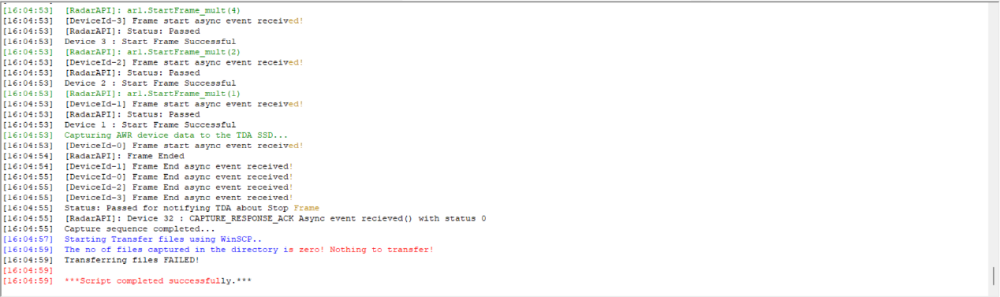 [16:04:53] [RadarAPI]: ar1.StartFrame_mult(4)
[16:04:53] [DeviceId-3] Frame start async event received!
[16:04:53] [RadarAPI]: Status: Passed
[16:04:53] Device 3 : Start Frame Successful
[16:04:53] [RadarAPI]: ar1.StartFrame_mult(2)
[16:04:53] [DeviceId-2] Frame start async event received!
[16:04:53] [RadarAPI]: Status: Passed
[16:04:53] Device 2 : Start Frame Successful
[16:04:53] [RadarAPI]: ar1.StartFrame_mult(1)
[16:04:53] [DeviceId-1] Frame start async event received!
[16:04:53] [RadarAPI]: Status: Passed
[16:04:53] Device 1 : Start Frame Successful
[16:04:53] Capturing AWR device data to the TDA SSD...
[16:04:53] [DeviceId-0] Frame start async event received!
[16:04:54] [RadarAPI]: Frame Ended
[16:04:54] [DeviceId-1] Frame End async event received!
[16:04:55] [DeviceId-0] Frame End async event received!
[16:04:55] [DeviceId-2] Frame End async event received!
[16:04:55] [DeviceId-3] Frame End async event received!
[16:04:55] Status: Passed for notifying TDA about Stop Frame
[16:04:55] [RadarAPI]: Device 32 : CAPTURE_RESPONSE_ACK Async event recieved() with status 0
[16:04:55] Capture sequence completed...
[16:04:57] Starting Transfer files using WinSCP..
[16:04:59] The no of files captured in the directory is zero! Nothing to transfer!
[16:04:59] Transferring files FAILED!
[16:04:59]
[16:04:59] ***Script completed successfully.***